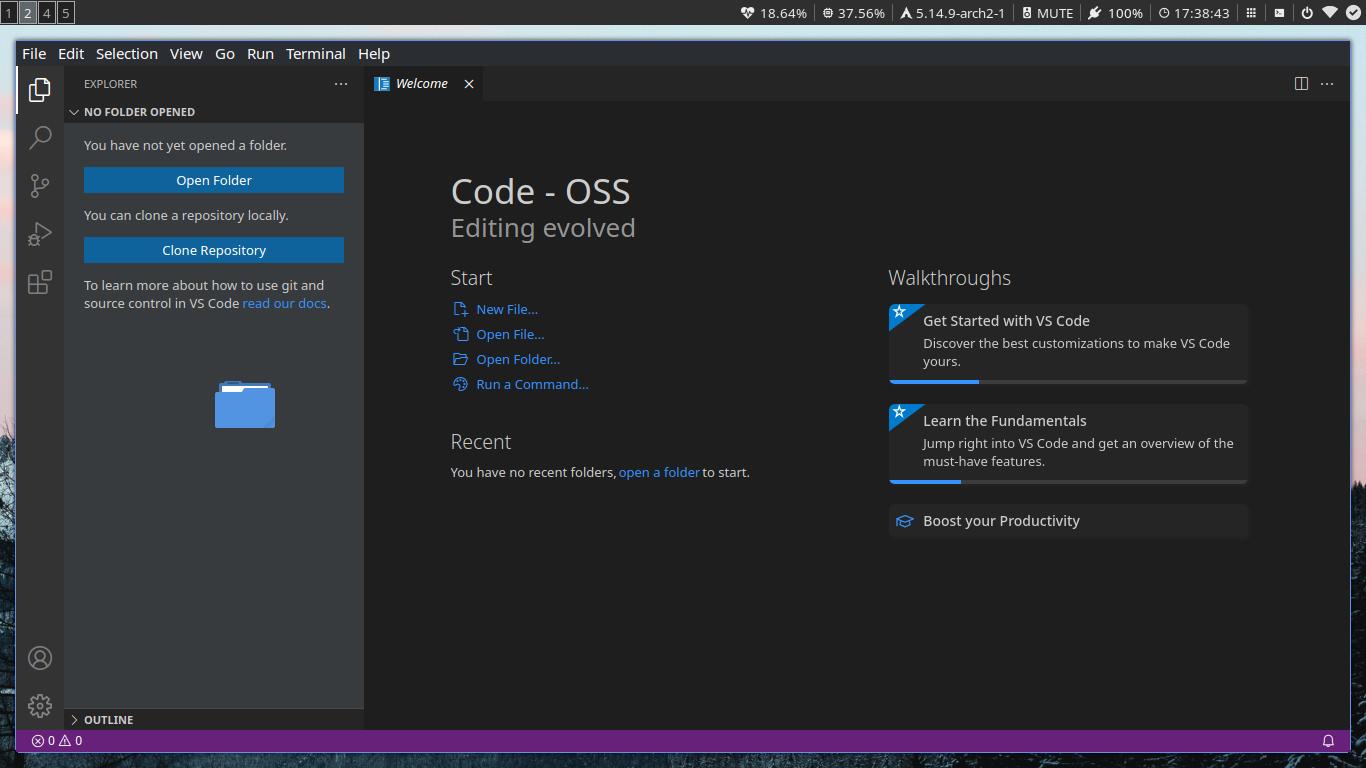 1 2 4 5 18.64% 37.56% 5.14.9-arch2-1 MUTE 100% 17:38:43
File Edit Selection View Go Run Terminal Help
EXPLORER
NO FOLDER OPENED
You have not yet opened a folder.
Open Folder
You can clone a repository locally.
Clone Repository
To learn more about how to use git and
source control in VS Code read our docs.
OUTLINE
Welcome
Code - OSS
Editing evolved
Start
New File...
Open File...
Open Folder...
Run a Command...
Recent
You have no recent folders, open a folder to start.
Walkthroughs
Get Started with VS Code
Discover the best customizations to make VS Code
yours.
Learn the Fundamentals
Jump right into VS Code and get an overview of the
must-have features.
Boost your Productivity
0 0